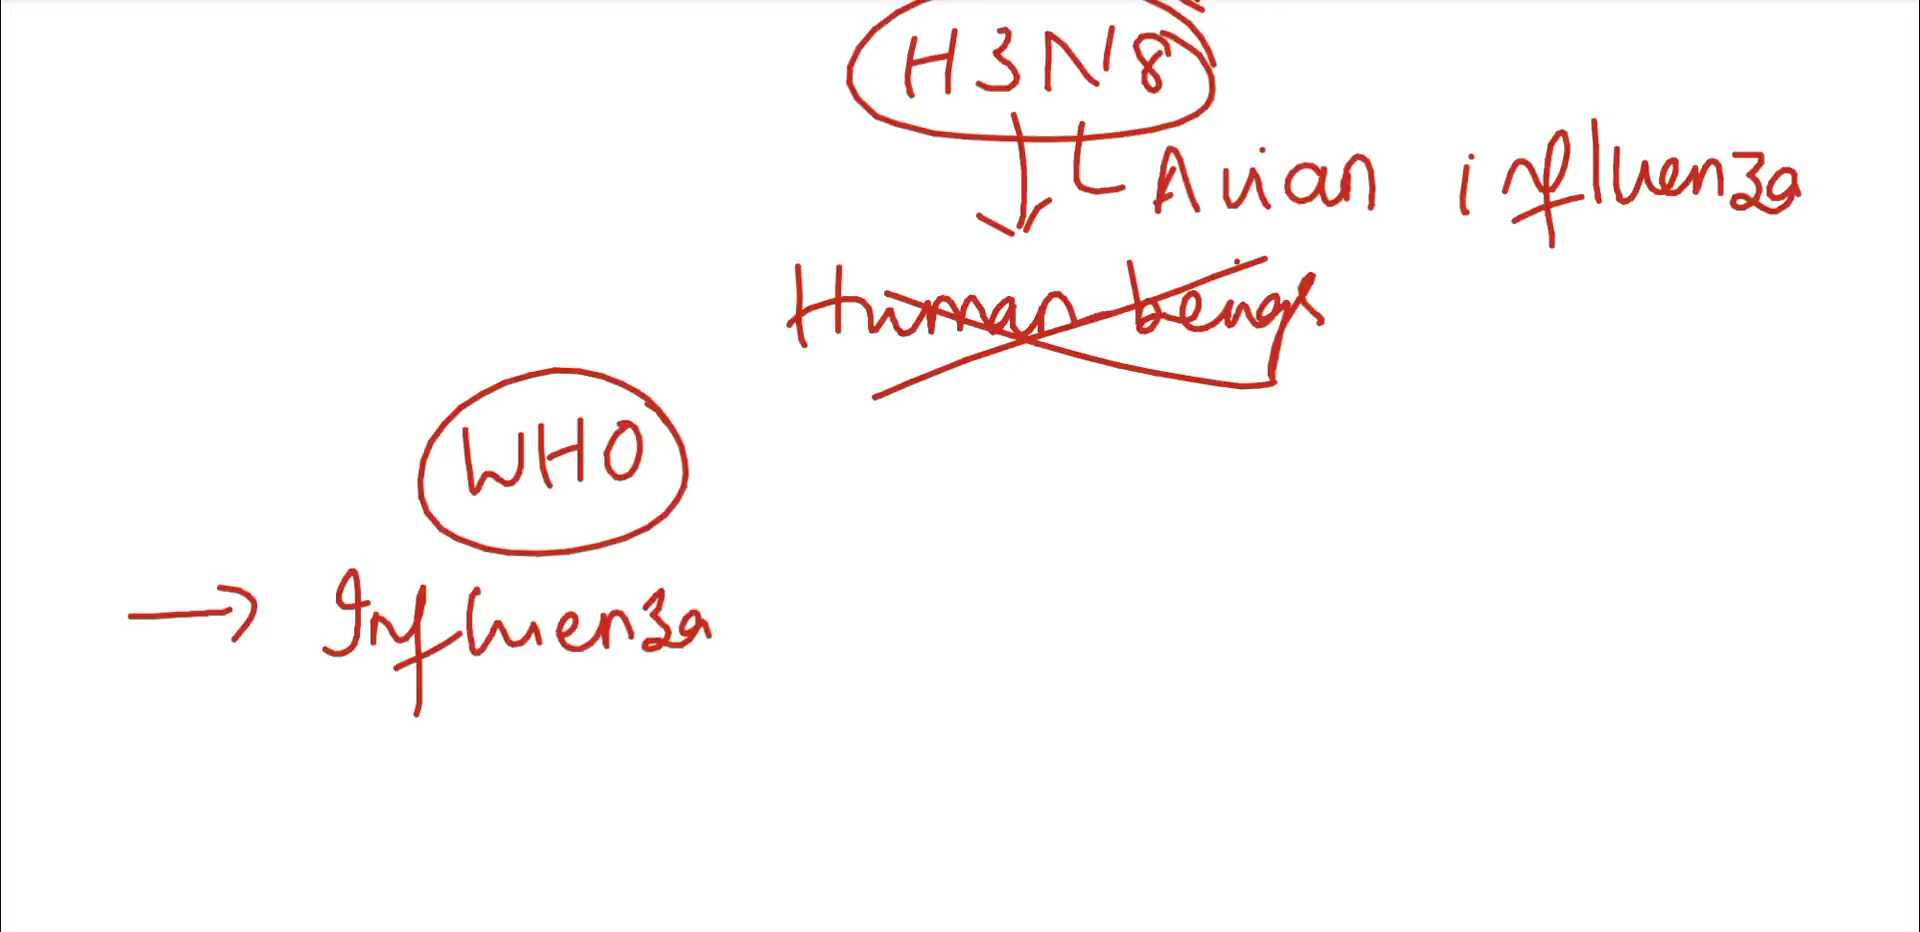 H3N8
Avian influenza
Human beings
WHO
→ Influenza